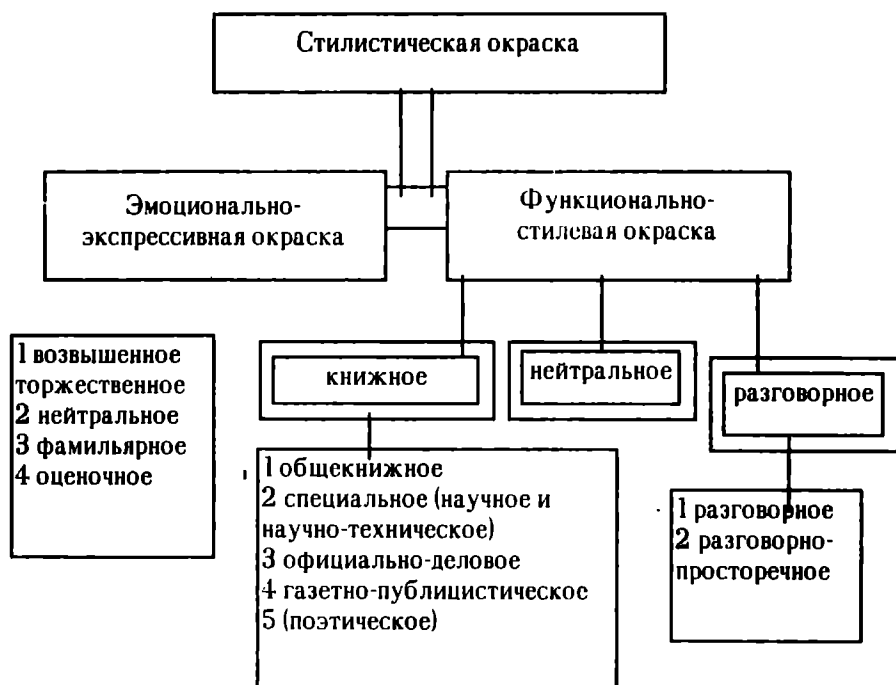 Стилистическая окраска
Эмоционально-
экспрессивная окраска
Функционально-
стилевая окраска
1 возвышенное
торжественное
2 нейтральное
3 фамильярное
4 оценочное
книжное
нейтральное
разговорное
1 общекнижное
2 специальное (научное и
научно-техническое)
3 официально-деловое
4 газетно-публицистическое
5 (поэтическое)
1 разговорное
2 разговорно-
просторечное